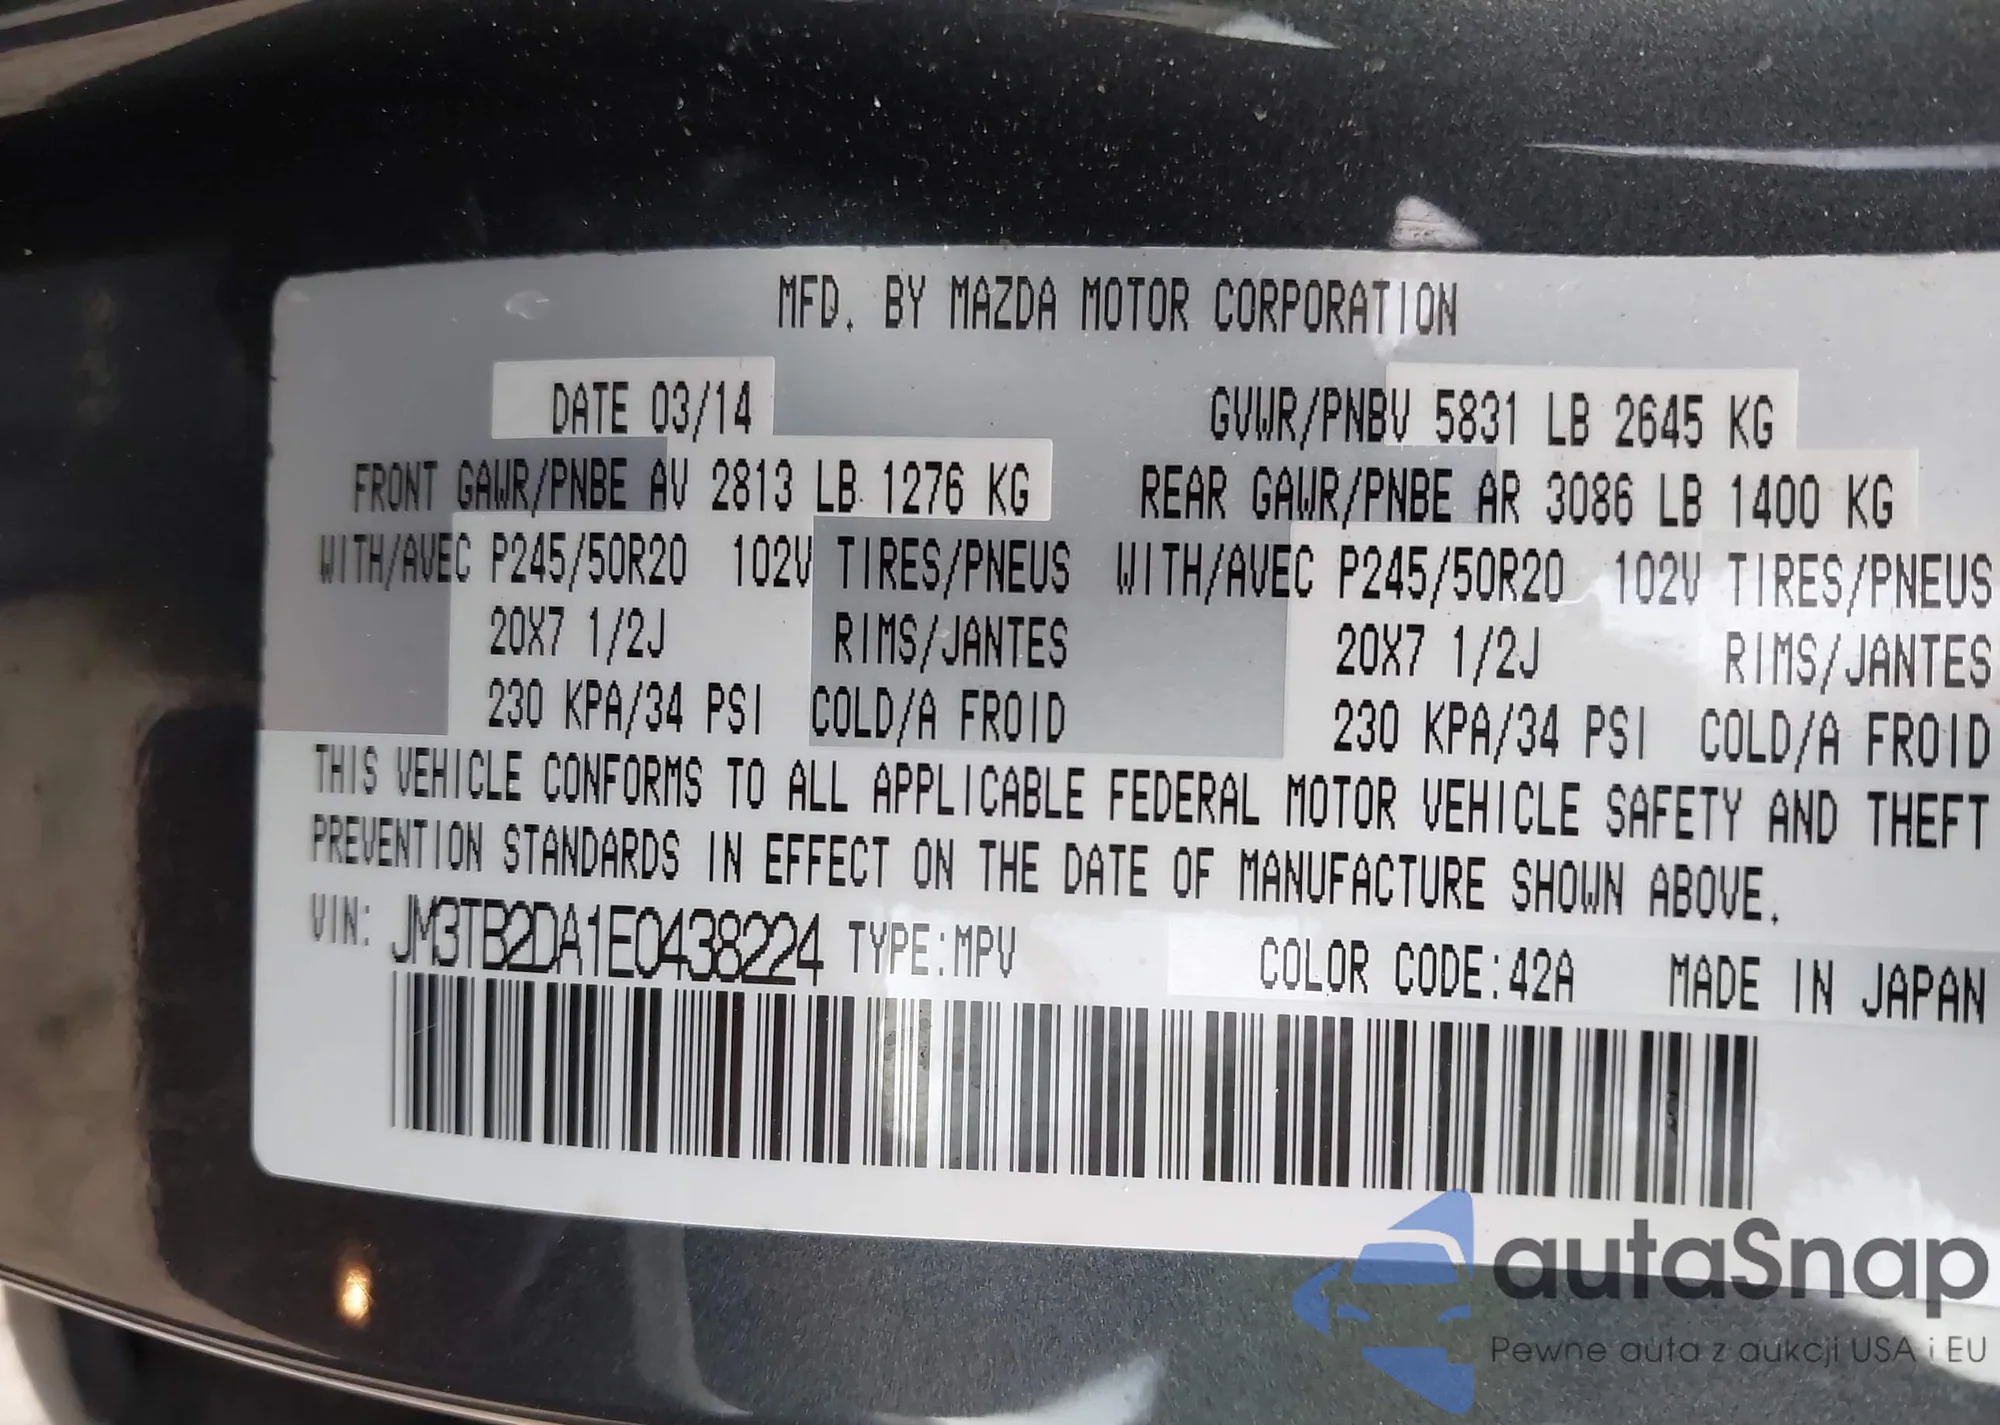 MFD. BY MAZDA MOTOR CORPORATION
DATE 03/14 GVWR/PNBV 5831 LB 2645 KG
FRONT GAWR/PNBE AV 2813 LB 1276 KG REAR GAWR/PNBE AR 3086 LB 1400 KG
WITH/AVEC P245/50R20 102V TIRES/PNEUS WITH/AVEC P245/50R20 102V TIRES/PNEUS
20X7 1/2J RIMS/JANTES 20X7 1/2J RIMS/JANTES
230 KPA/34 PSI COLD/A FROID 230 KPA/34 PSI COLD/A FROID
THIS VEHICLE CONFORMS TO ALL APPLICABLE FEDERAL MOTOR VEHICLE SAFETY AND THEFT
PREVENTION STANDARDS IN EFFECT ON THE DATE OF MANUFACTURE SHOWN ABOVE.
VIN: JM3TB2DA1E0438224 TYPE:MPV COLOR CODE:42A MADE IN JAPAN
autaSnap
Pewne auta z aukcji USA i EU